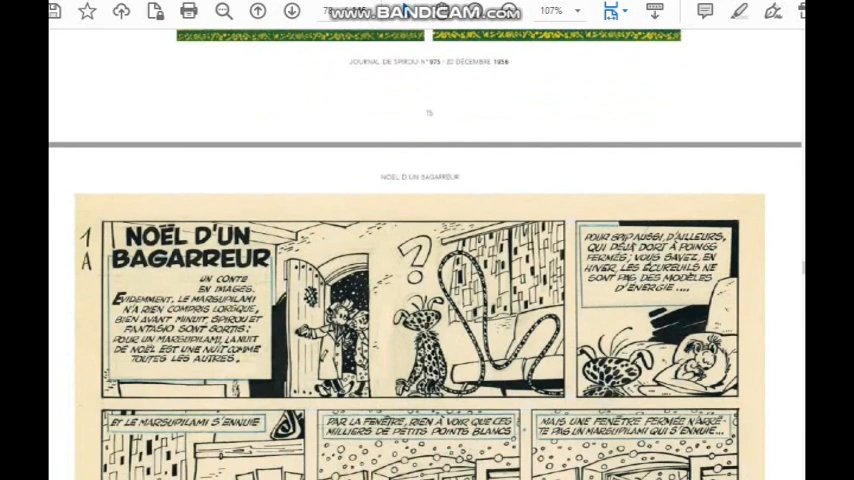 www.BANDICAM.com
107%
JOURNAL DE SPIROU N° 975 - 20 DÉCEMBRE 1956
75
NOËL D'UN BAGARREUR
1
A
NOËL D'UN
BAGARREUR
UN CONTE
EN IMAGES.
EVIDEMMENT, LE MARSUPILAMI
N'A RIEN COMPRIS LORSQUE,
BIEN AVANT MINUIT, SPIROU ET
FANTASIO SONT SORTIS :
POUR UN MARSUPILAMI, LA NUIT
DE NOËL EST UNE NUIT COMME
TOUTES LES AUTRES.
?
POUR SPIP AUSSI, D'AILLEURS,
QUI DÉJÀ DORT À POINGS
FERMÉS ; VOUS SAVEZ, EN
HIVER, LES ÉCUREUILS NE
SONT PAS DES MODÈLES
D'ÉNERGIE....
ET LE MARSUPILAMI S'ENNUIE
PAR LA FENÊTRE, RIEN À VOIR QUE CES
MILLIERS DE PETITS POINTS BLANCS
MAIS UNE FENÊTRE FERMÉE N'ARRÊ-
TE PAS UN MARSUPILAMI QUI S'ENNUIE...